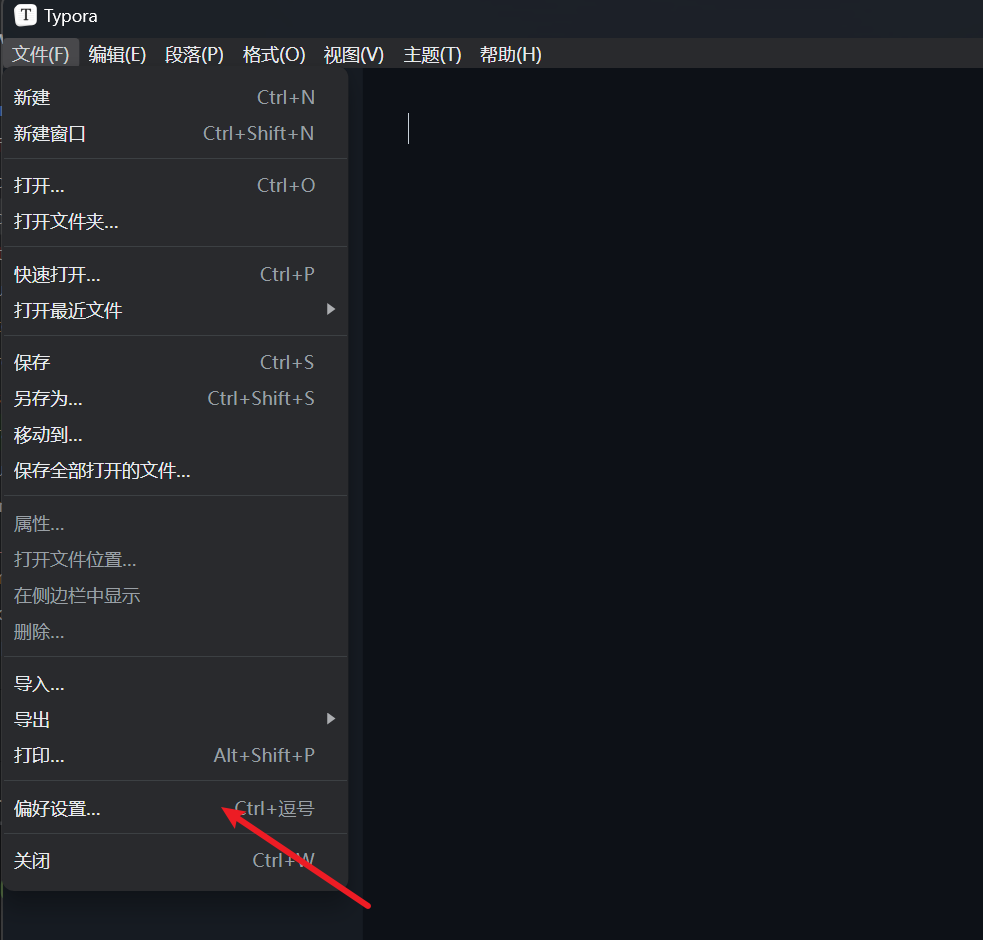 T Typora
文件(F) 编辑(E) 段落(P) 格式(O) 视图(V) 主题(T) 帮助(H)
新建 Ctrl+N
新建窗口 Ctrl+Shift+N
打开... Ctrl+O
打开文件夹...
快速打开... Ctrl+P
打开最近文件
保存 Ctrl+S
另存为... Ctrl+Shift+S
移动到...
保存全部打开的文件...
属性...
打开文件位置...
在侧边栏中显示
删除...
导入...
导出
打印... Alt+Shift+P
偏好设置... Ctrl+逗号
关闭 Ctrl+W